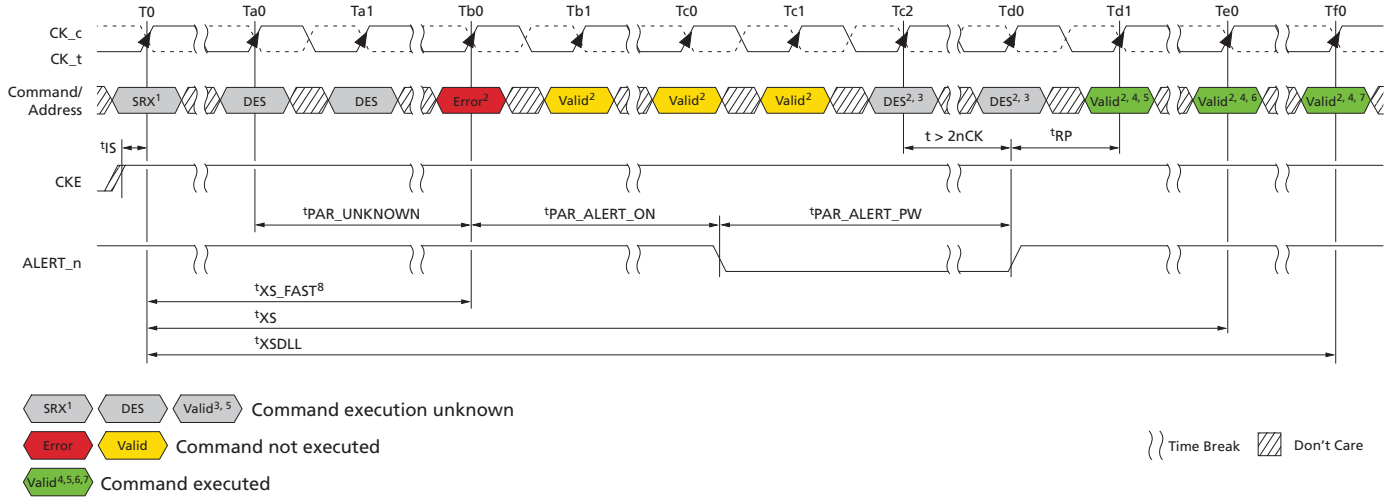 T0 Ta0 Ta1 Tb0 Tb1 Tc0 Tc1 Tc2 Td0 Td1 Te0 Tf0
CK_c
CK_t
Command/
Address
SRX¹ DES DES Error² Valid² Valid² Valid² DES²,³ DES²,³ Valid²,⁴,⁵ Valid²,⁴,⁶ Valid²,⁴,⁷
tIS t > 2nCK tRP
CKE
tPAR_UNKNOWN tPAR_ALERT_ON tPAR_ALERT_PW
ALERT_n
tXS_FAST⁸
tXS
tXSDLL
SRX¹ DES Valid³,⁵ Command execution unknown
Error Valid Command not executed
Time Break Don't Care
Valid⁴,⁵,⁶,⁷ Command executed